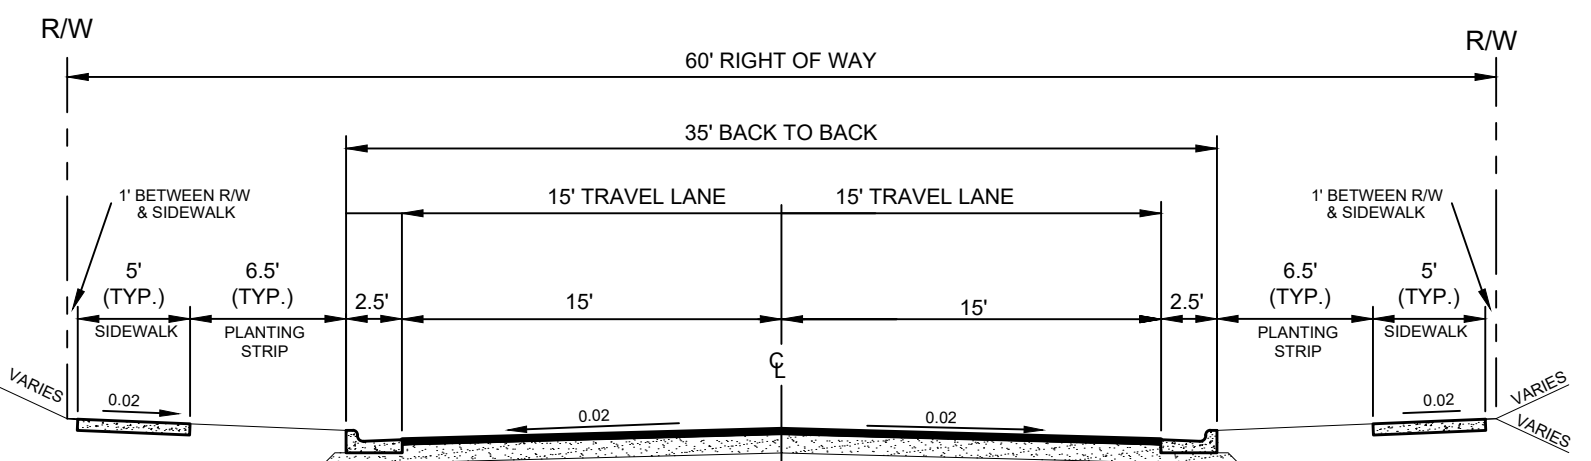 R/W
R/W
60' RIGHT OF WAY
35' BACK TO BACK
1' BETWEEN R/W
& SIDEWALK
15' TRAVEL LANE
15' TRAVEL LANE
1' BETWEEN R/W
& SIDEWALK
5'
(TYP.)
SIDEWALK
6.5'
(TYP.)
PLANTING
STRIP
2.5'
15'
15'
2.5'
6.5'
(TYP.)
PLANTING
STRIP
5'
(TYP.)
SIDEWALK
CL
VARIES
0.02
0.02
0.02
0.02
VARIES
VARIES